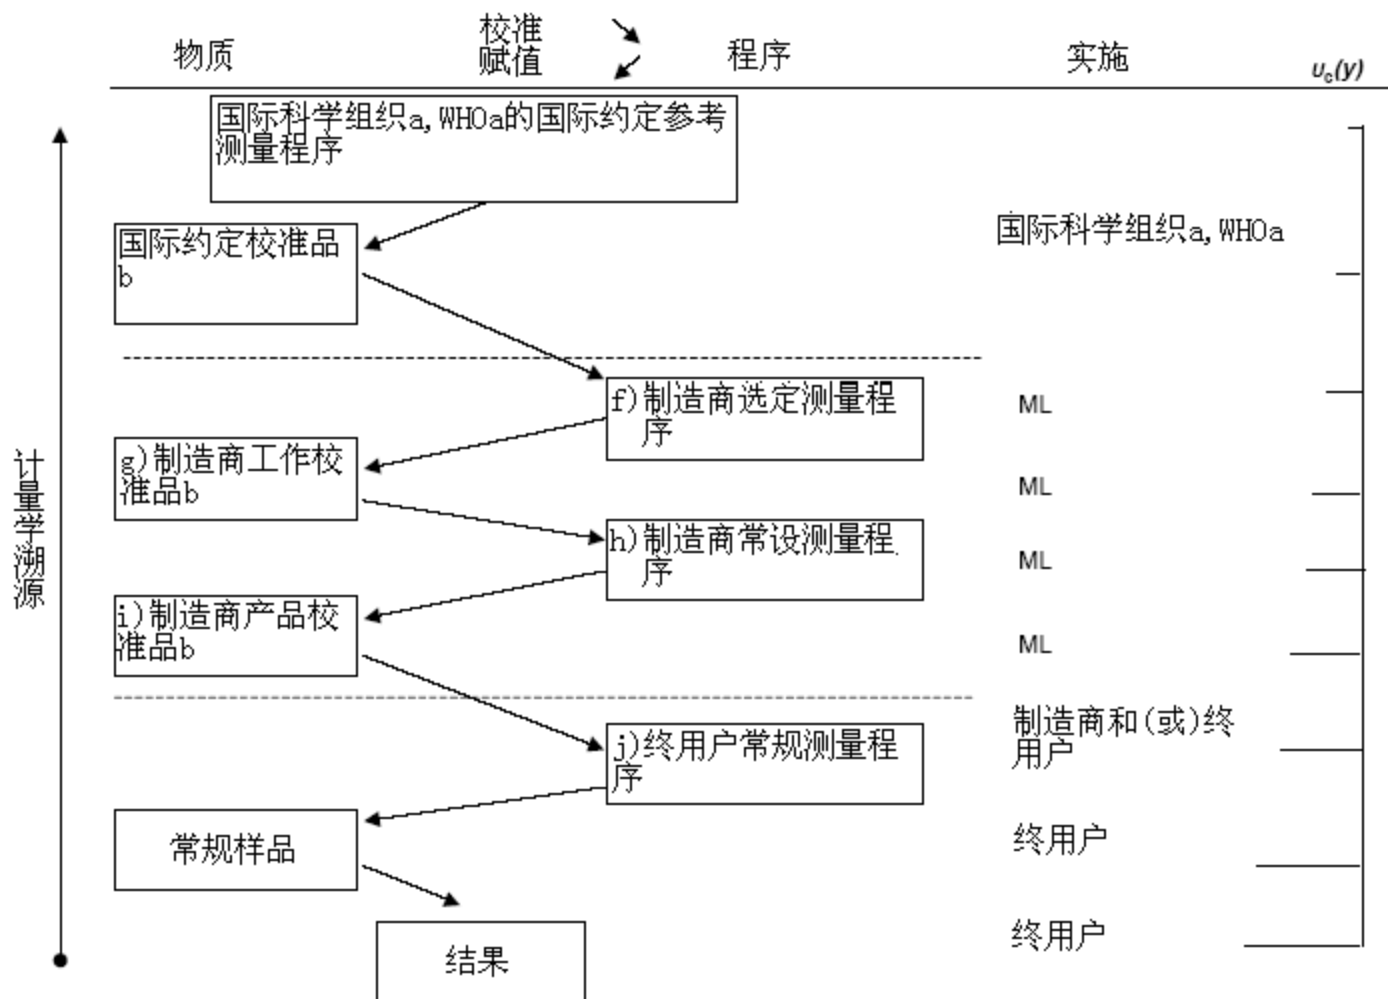 物质
校准
赋值
程序
实施
uc(y)
国际科学组织a,WHOa的国际约定参考
测量程序
国际约定校准品
b
国际科学组织a,WHOa
f)制造商选定测量程
序
ML
g)制造商工作校
准品b
ML
h)制造商常设测量程
序
ML
i)制造商产品校
准品b
ML
j)终用户常规测量程
序
制造商和(或)终
用户
常规样品
终用户
结果
终用户
计量学溯源